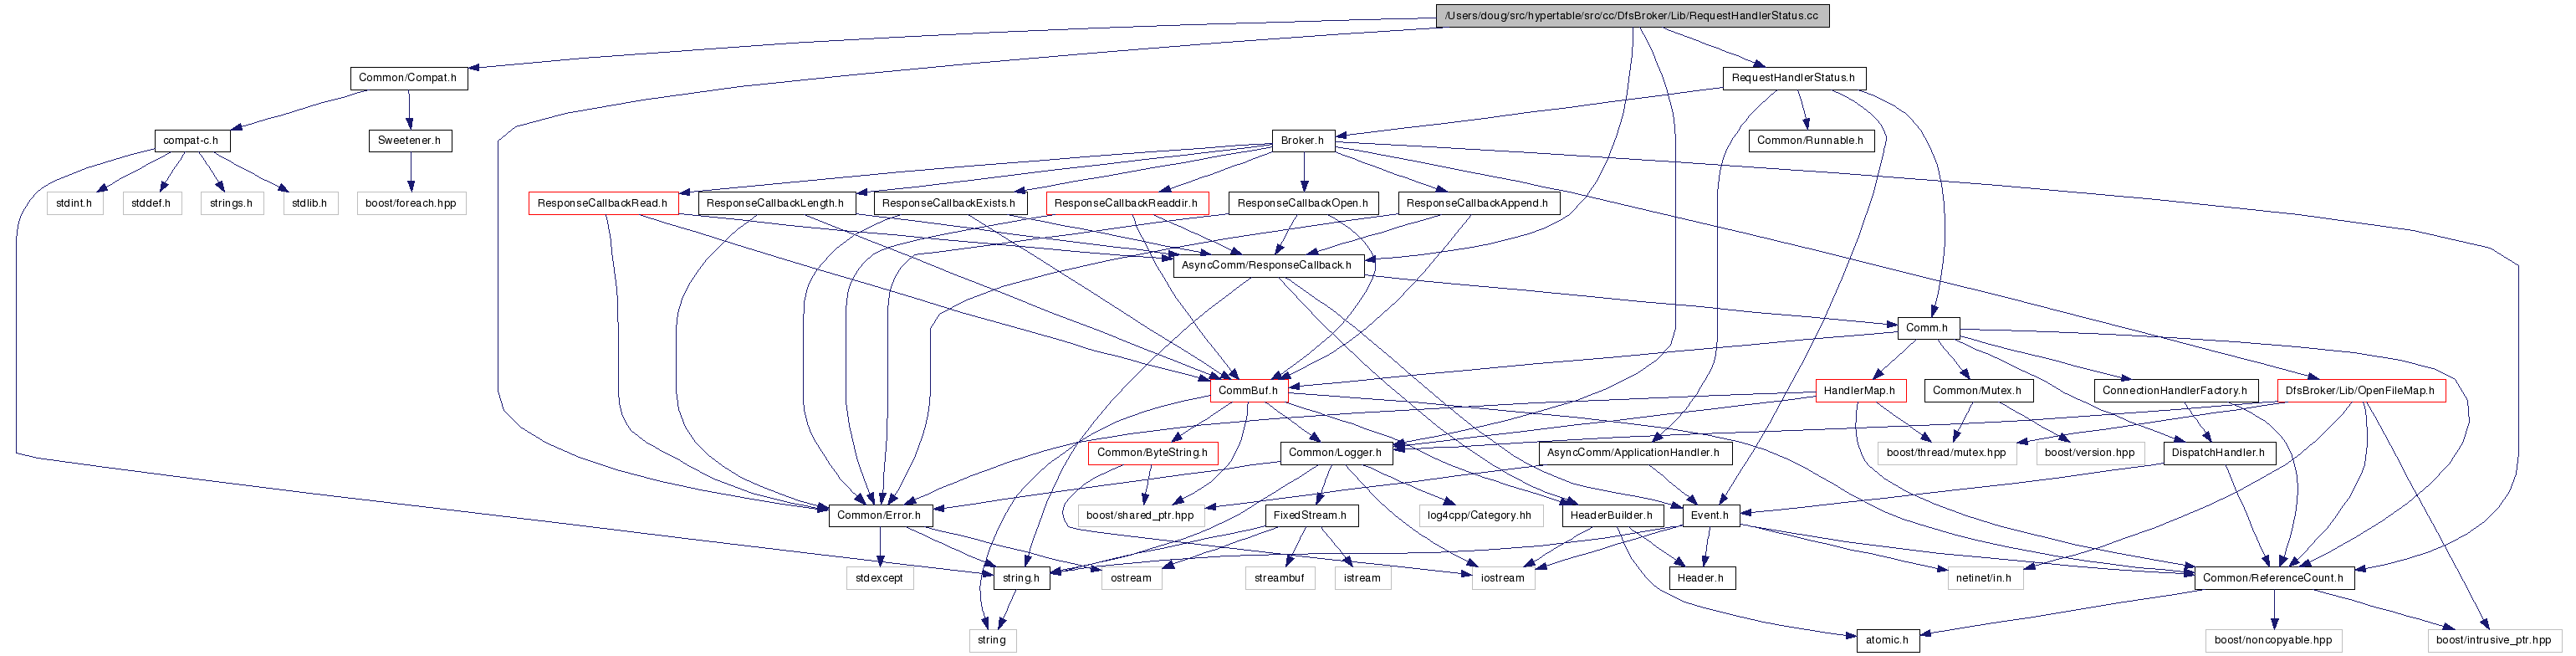 /Users/doug/src/hypertable/src/cc/DfsBroker/Lib/RequestHandlerStatus.cc
Common/Compat.h
RequestHandlerStatus.h
compat-c.h
Sweetener.h
Broker.h
Common/Runnable.h
stdint.h
stddef.h
strings.h
stdlib.h
boost/foreach.hpp
ResponseCallbackRead.h
ResponseCallbackLength.h
ResponseCallbackExists.h
ResponseCallbackReaddir.h
ResponseCallbackOpen.h
ResponseCallbackAppend.h
AsyncComm/ResponseCallback.h
Comm.h
CommBuf.h
HandlerMap.h
Common/Mutex.h
ConnectionHandlerFactory.h
DfsBroker/Lib/OpenFileMap.h
Common/ByteString.h
Common/Logger.h
AsyncComm/ApplicationHandler.h
boost/thread/mutex.hpp
boost/version.hpp
DispatchHandler.h
Common/Error.h
boost/shared_ptr.hpp
FixedStream.h
log4cpp/Category.hh
HeaderBuilder.h
Event.h
stdexcept
string.h
ostream
streambuf
istream
iostream
Header.h
netinet/in.h
Common/ReferenceCount.h
string
atomic.h
boost/noncopyable.hpp
boost/intrusive_ptr.hpp